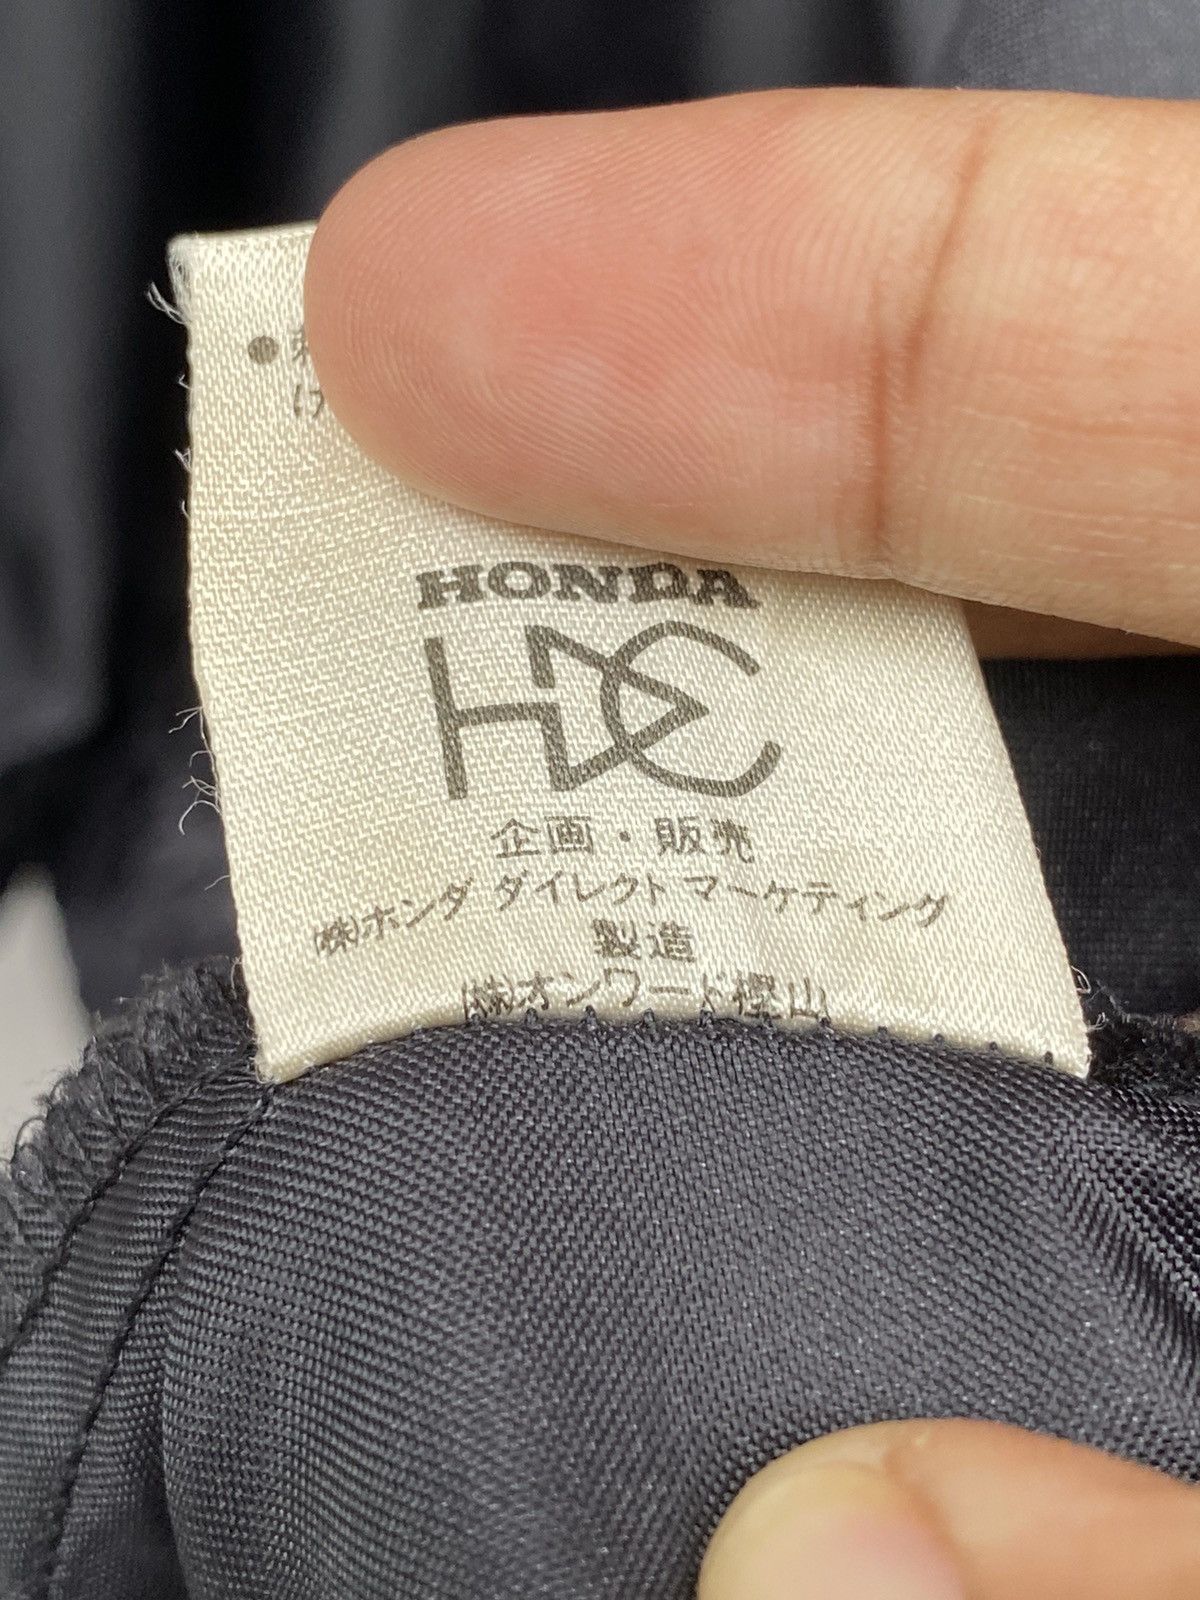 ●
HONDA
HDC
企画・販売
(株)ホンダ ダイレクト マーケティング
製造
(株)オンワード樫山